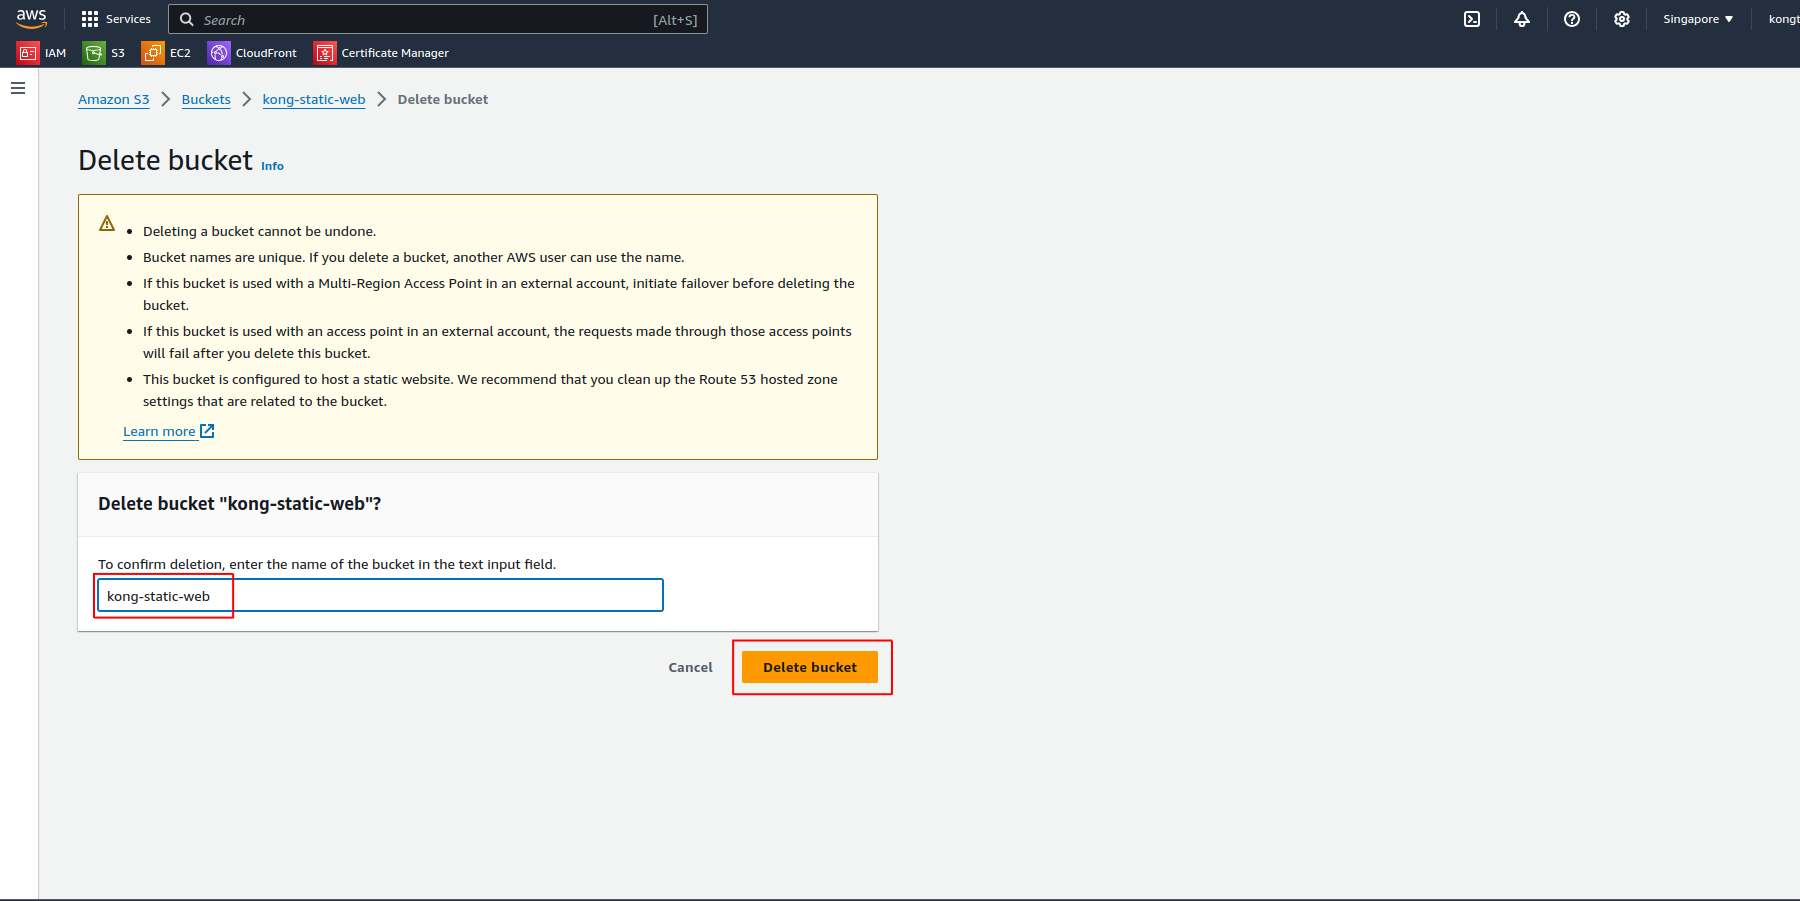 aws
Services
Search
[Alt+S]
Singapore
kongt
IAM
S3
EC2
CloudFront
Certificate Manager
Amazon S3
Buckets
kong-static-web
Delete bucket
Delete bucket Info
Deleting a bucket cannot be undone.
Bucket names are unique. If you delete a bucket, another AWS user can use the name.
If this bucket is used with a Multi-Region Access Point in an external account, initiate failover before deleting the
bucket.
If this bucket is used with an access point in an external account, the requests made through those access points
will fail after you delete this bucket.
This bucket is configured to host a static website. We recommend that you clean up the Route 53 hosted zone
settings that are related to the bucket.
Learn more
Delete bucket "kong-static-web"?
To confirm deletion, enter the name of the bucket in the text input field.
kong-static-web
Cancel
Delete bucket